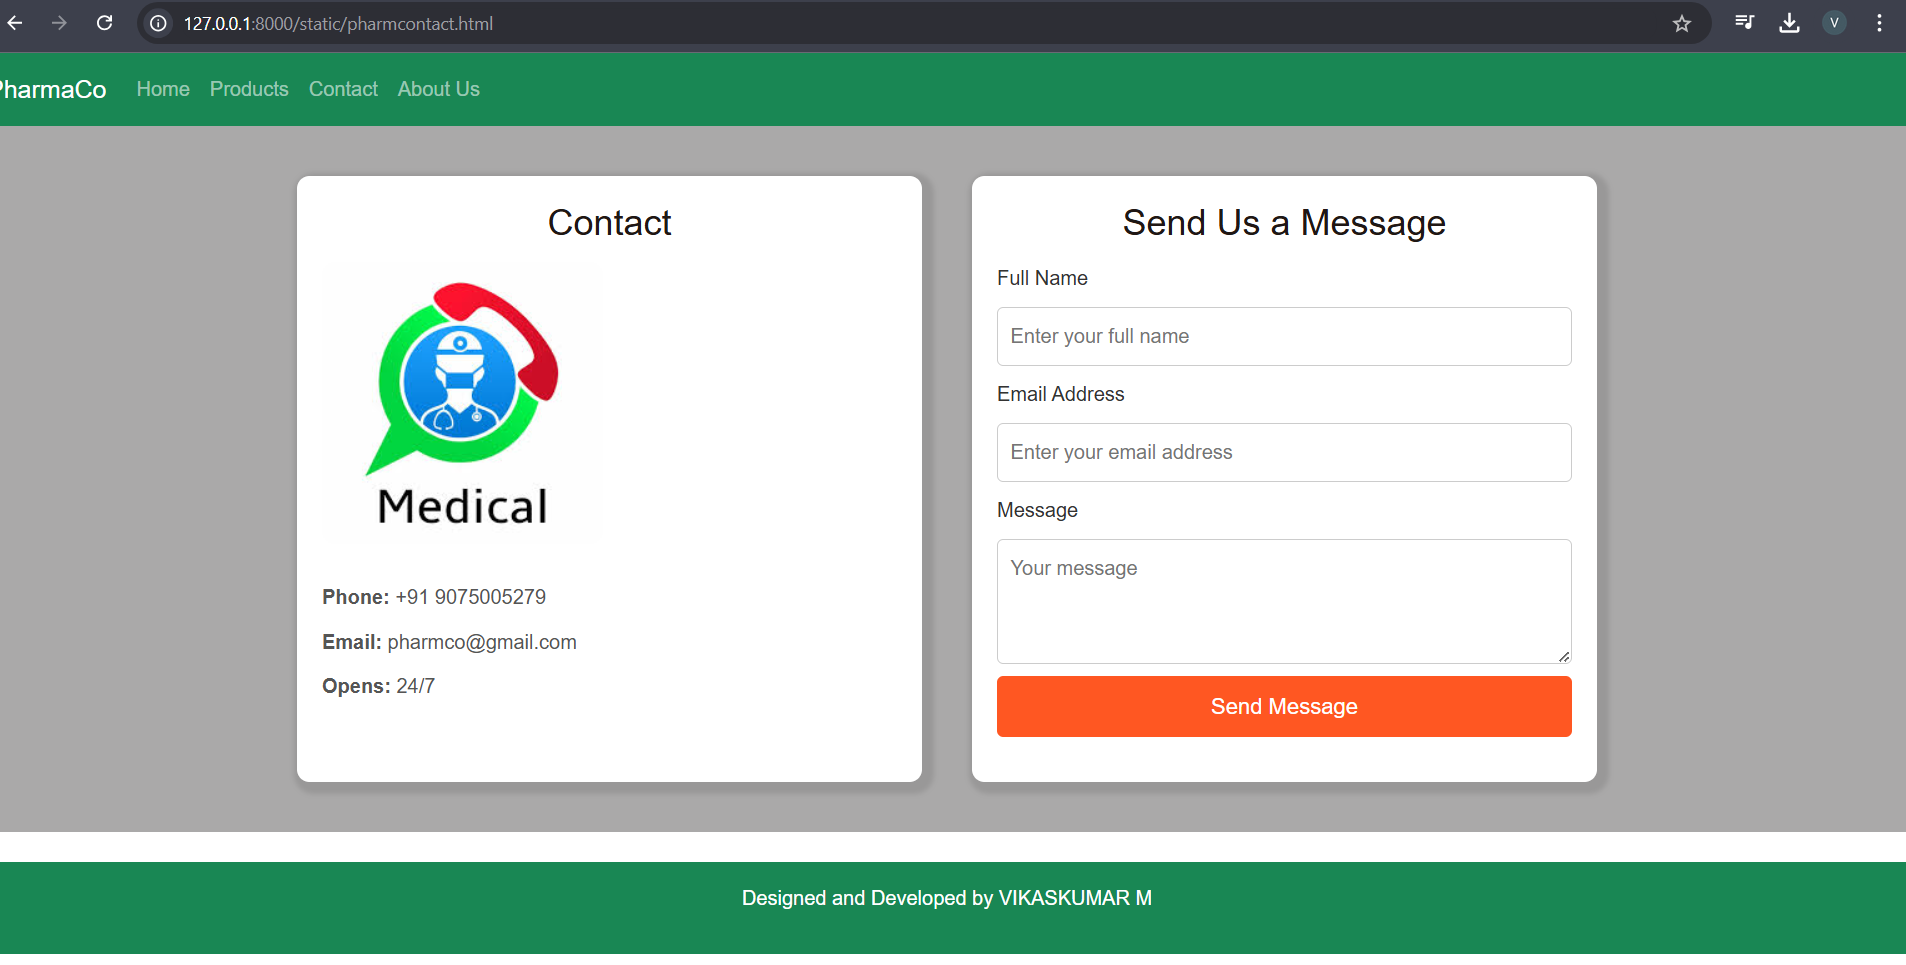 127.0.0.1:8000/static/pharmcontact.html
V
PharmaCo Home Products Contact About Us
Contact
Medical
Phone: +91 9075005279
Email: pharmco@gmail.com
Opens: 24/7
Send Us a Message
Full Name
Enter your full name
Email Address
Enter your email address
Message
Your message
Send Message
Designed and Developed by VIKASKUMAR M